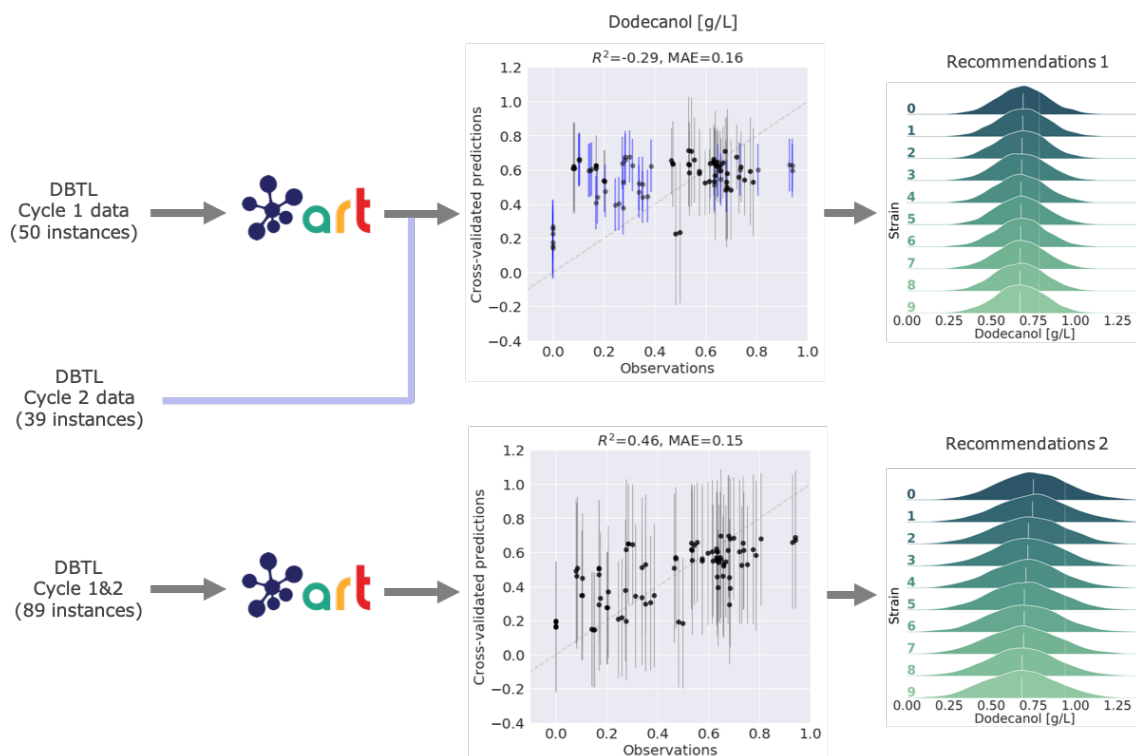 Dodecanol [g/L]
R²=-0.29, MAE=0.16
Recommendations 1
DBTL
Cycle 1 data
(50 instances)
art
Cross-validated predictions
1.2
1.0
0.8
0.6
0.4
0.2
0.0
−0.2
−0.4
0.0 0.2 0.4 0.6 0.8 1.0
Observations
Strain
0
1
2
3
4
5
6
7
8
9
0.00 0.25 0.50 0.75 1.00 1.25
Dodecanol [g/L]
DBTL
Cycle 2 data
(39 instances)
R²=0.46, MAE=0.15
Recommendations 2
DBTL
Cycle 1&2
(89 instances)
art
Cross-validated predictions
1.2
1.0
0.8
0.6
0.4
0.2
0.0
−0.2
−0.4
0.0 0.2 0.4 0.6 0.8 1.0
Observations
Strain
0
1
2
3
4
5
6
7
8
9
0.00 0.25 0.50 0.75 1.00 1.25
Dodecanol [g/L]